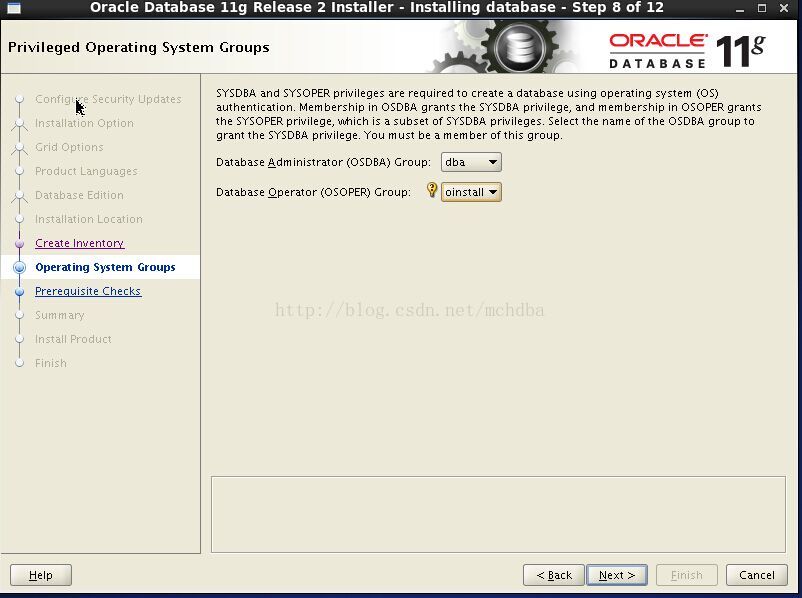 Oracle Database 11g Release 2 Installer - Installing database - Step 8 of 12
Privileged Operating System Groups
ORACLE
DATABASE
11g
Configure Security Updates
Installation Option
Grid Options
Product Languages
Database Edition
Installation Location
Create Inventory
Operating System Groups
Prerequisite Checks
Summary
Install Product
Finish
SYSDBA and SYSOPER privileges are required to create a database using operating system (OS)
authentication. Membership in OSDBA grants the SYSDBA privilege, and membership in OSOPER grants
the SYSOPER privilege, which is a subset of SYSDBA privileges. Select the name of the OSDBA group to
grant the SYSDBA privilege. You must be a member of this group.
Database Administrator (OSDBA) Group: dba
Database Operator (OSOPER) Group: oinstall
http://blog.csdn.net/mchdba
Help
< Back
Next >
Finish
Cancel